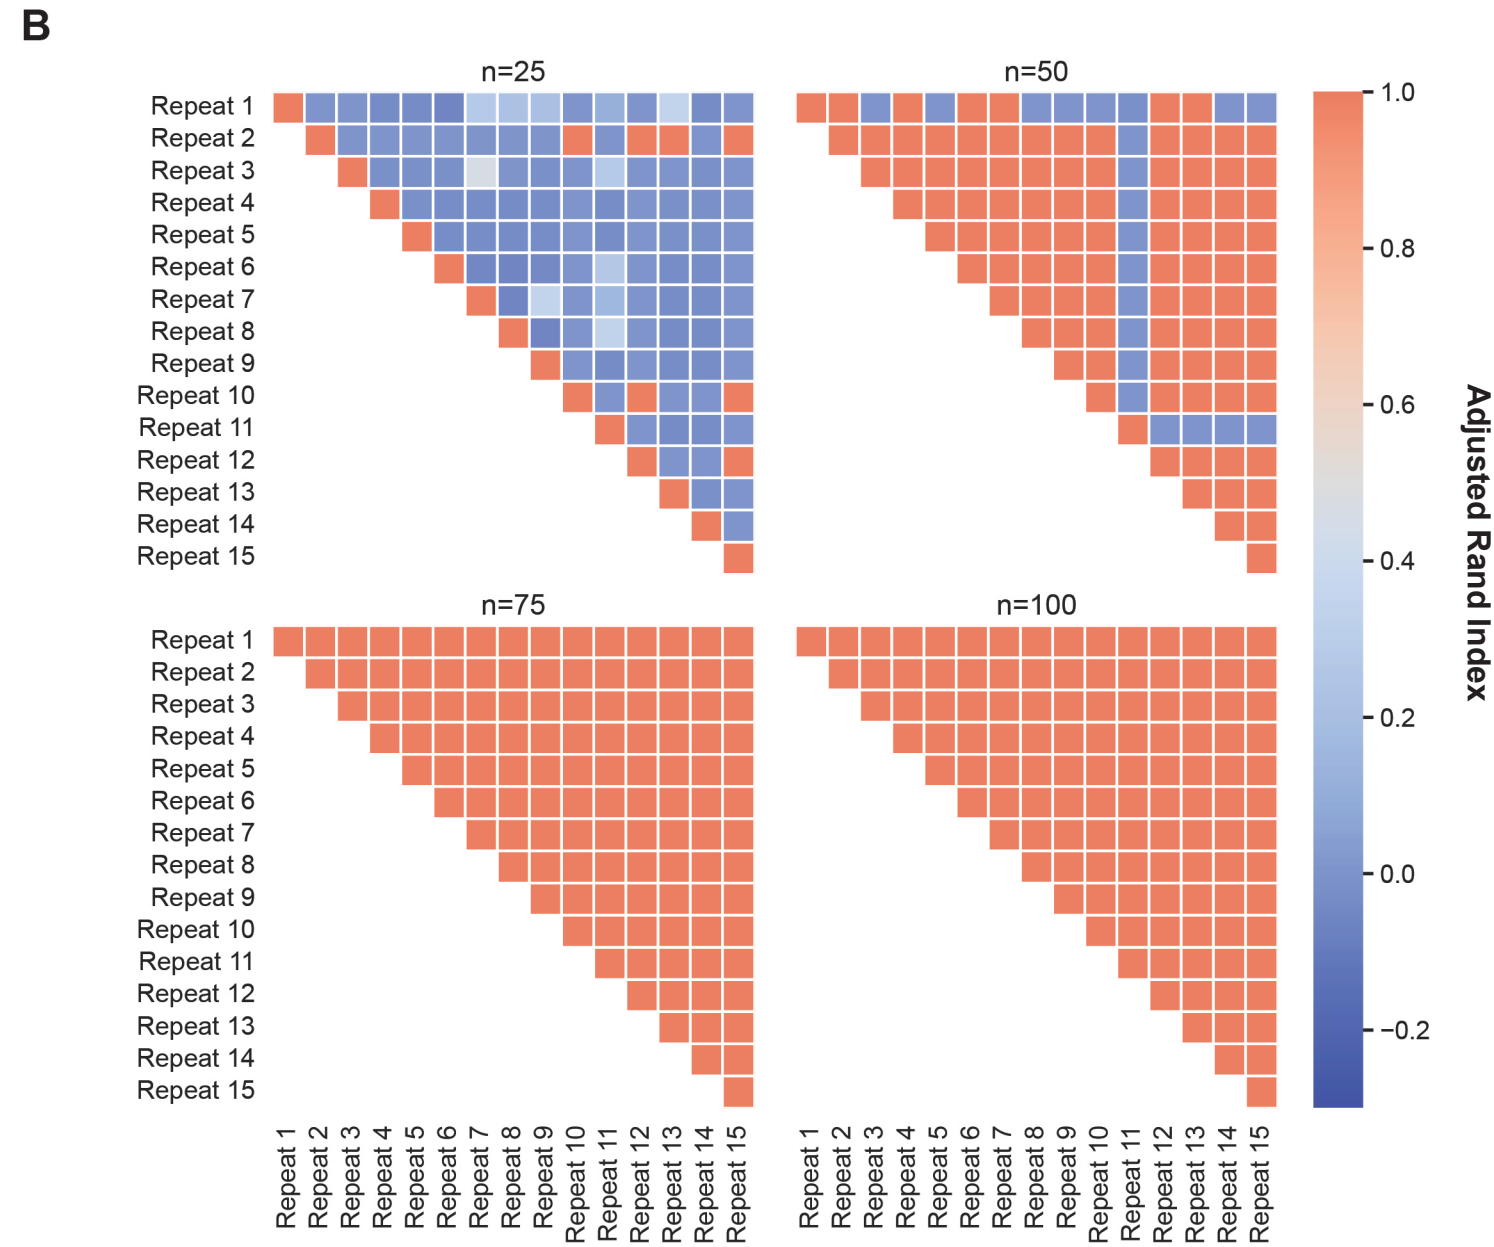 B
n=25
n=50
Repeat 1
Repeat 2
Repeat 3
Repeat 4
Repeat 5
Repeat 6
Repeat 7
Repeat 8
Repeat 9
Repeat 10
Repeat 11
Repeat 12
Repeat 13
Repeat 14
Repeat 15
n=75
n=100
Repeat 1
Repeat 2
Repeat 3
Repeat 4
Repeat 5
Repeat 6
Repeat 7
Repeat 8
Repeat 9
Repeat 10
Repeat 11
Repeat 12
Repeat 13
Repeat 14
Repeat 15
Repeat 1
Repeat 2
Repeat 3
Repeat 4
Repeat 5
Repeat 6
Repeat 7
Repeat 8
Repeat 9
Repeat 10
Repeat 11
Repeat 12
Repeat 13
Repeat 14
Repeat 15
Repeat 1
Repeat 2
Repeat 3
Repeat 4
Repeat 5
Repeat 6
Repeat 7
Repeat 8
Repeat 9
Repeat 10
Repeat 11
Repeat 12
Repeat 13
Repeat 14
Repeat 15
1.0
0.8
0.6
0.4
0.2
0.0
−0.2
Adjusted Rand Index